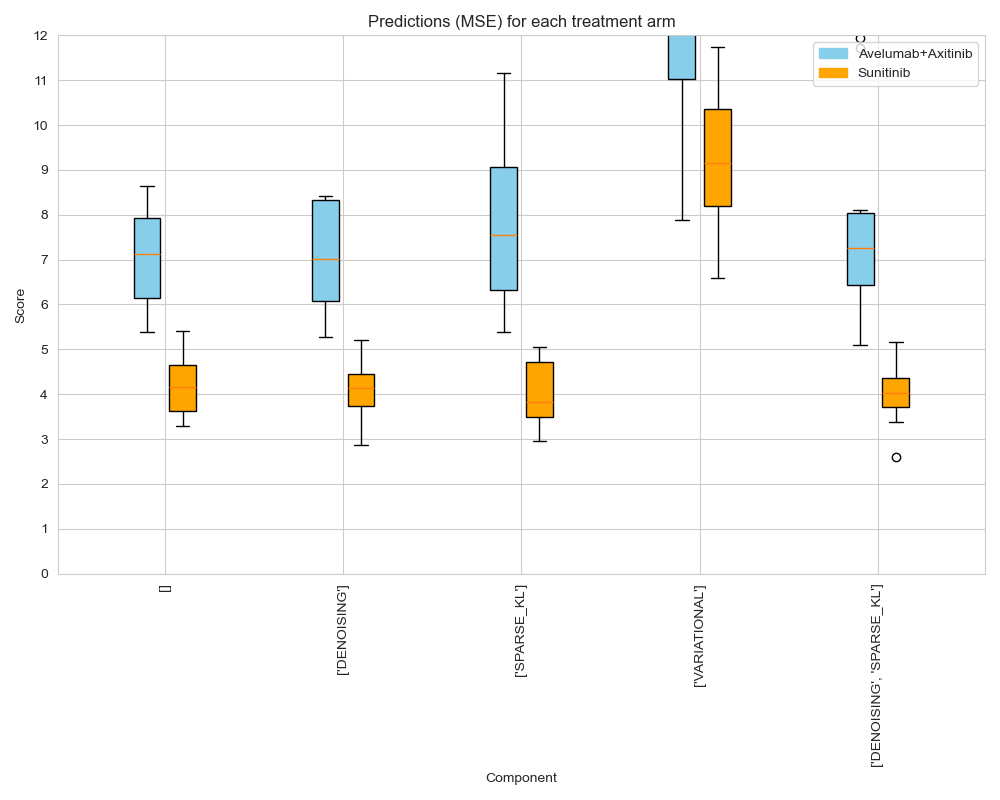 Predictions (MSE) for each treatment arm
12
11
10
9
8
7
6
5
4
3
2
1
0
Score
Avelumab+Axitinib
Sunitinib
[]
['DENOISING']
['SPARSE_KL']
['VARIATIONAL']
['DENOISING', 'SPARSE_KL']
Component